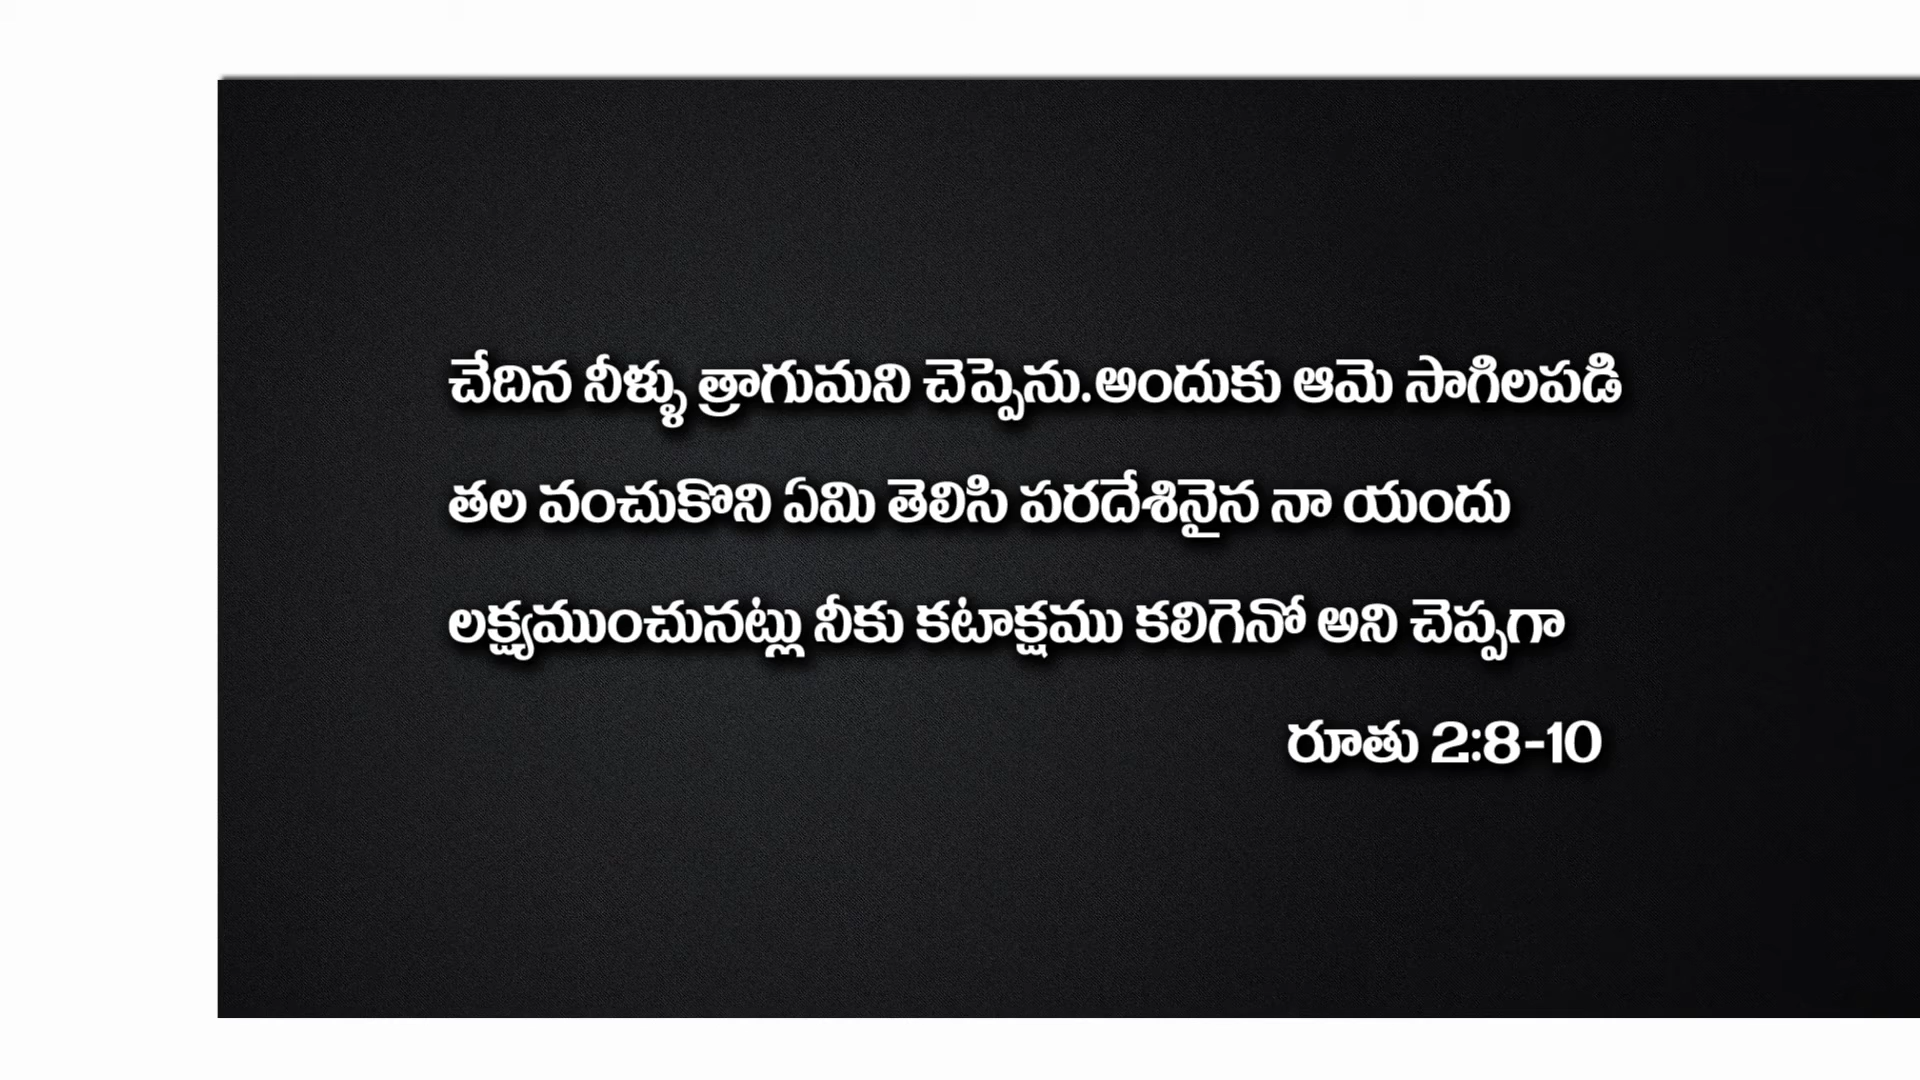 చేదిన నీళ్ళు త్రాగుమని చెప్పెను.అందుకు ఆమె సాగిలపడి
తల వంచుకొని ఏమి తెలిసి పరదేశినైన నా యందు
లక్ష్యముంచునట్లు నీకు కటాక్షము కలిగెనో అని చెప్పగా
రూతు 2:8-10